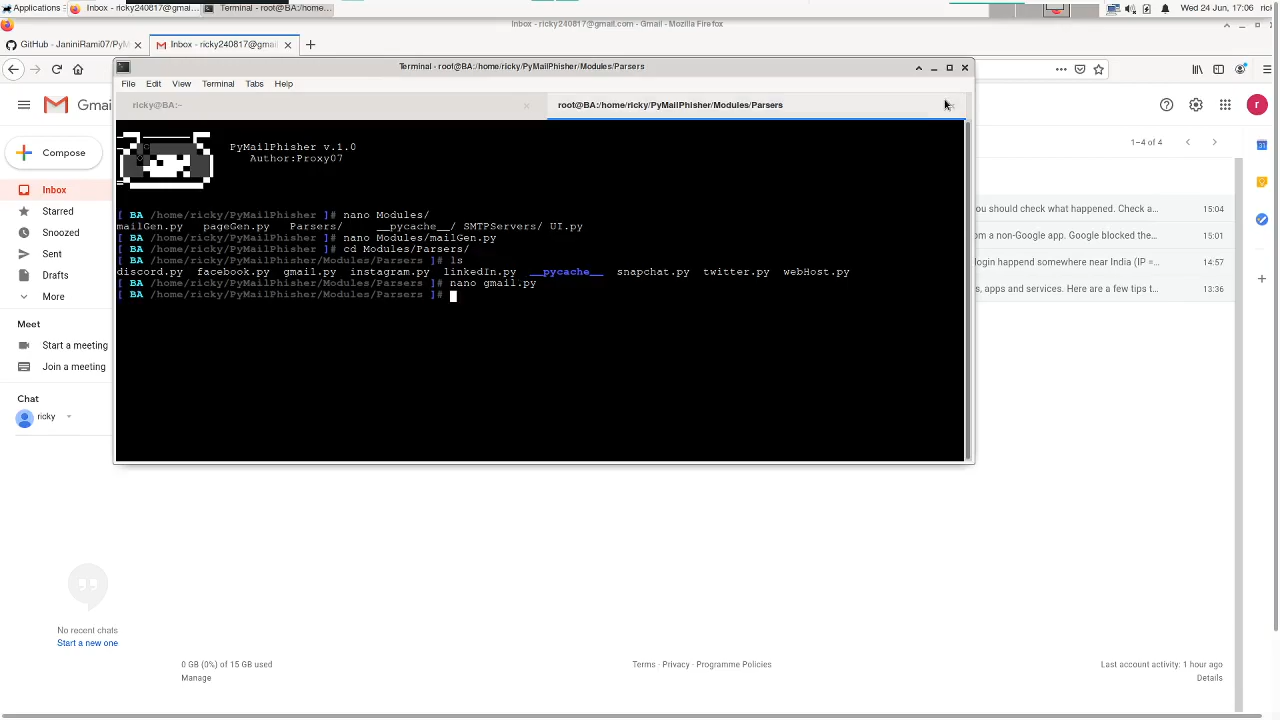 Applications
Inbox - ricky240817@gmai...
Terminal - root@BA:/home...
Wed 24 Jun, 17:06
Inbox - ricky240817@gmail.com - Gmail - Mozilla Firefox
GitHub - JaniniRami07/PyM
Inbox - ricky240817@gmai
Terminal - root@BA:/home/ricky/PyMailPhisher/Modules/Parsers
File Edit View Terminal Tabs Help
ricky@BA:~
root@BA:/home/ricky/PyMailPhisher/Modules/Parsers
PyMailPhisher v.1.0
Author:Proxy07
[ BA /home/ricky/PyMailPhisher ]# nano Modules/
mailGen.py pageGen.py Parsers/ __pycache__/ SMTPServers/ UI.py
[ BA /home/ricky/PyMailPhisher ]# nano Modules/mailGen.py
[ BA /home/ricky/PyMailPhisher ]# cd Modules/Parsers/
[ BA /home/ricky/PyMailPhisher/Modules/Parsers ]# ls
discord.py facebook.py gmail.py instagram.py linkedIn.py __pycache__ snapchat.py twitter.py webHost.py
[ BA /home/ricky/PyMailPhisher/Modules/Parsers ]# nano gmail.py
[ BA /home/ricky/PyMailPhisher/Modules/Parsers ]#
Gmai
r
Compose
Inbox
Starred
Snoozed
Sent
Drafts
More
Meet
Start a meeting
Join a meeting
Chat
ricky
No recent chats
Start a new one
1–4 of 4
ou should check what happened. Check a... 15:04
om a non-Google app. Google blocked the... 15:01
login happend somewhere near India (IP =... 14:57
s, apps and services. Here are a few tips t... 13:36
0 GB (0%) of 15 GB used
Manage
Terms · Privacy · Programme Policies
Last account activity: 1 hour ago
Details